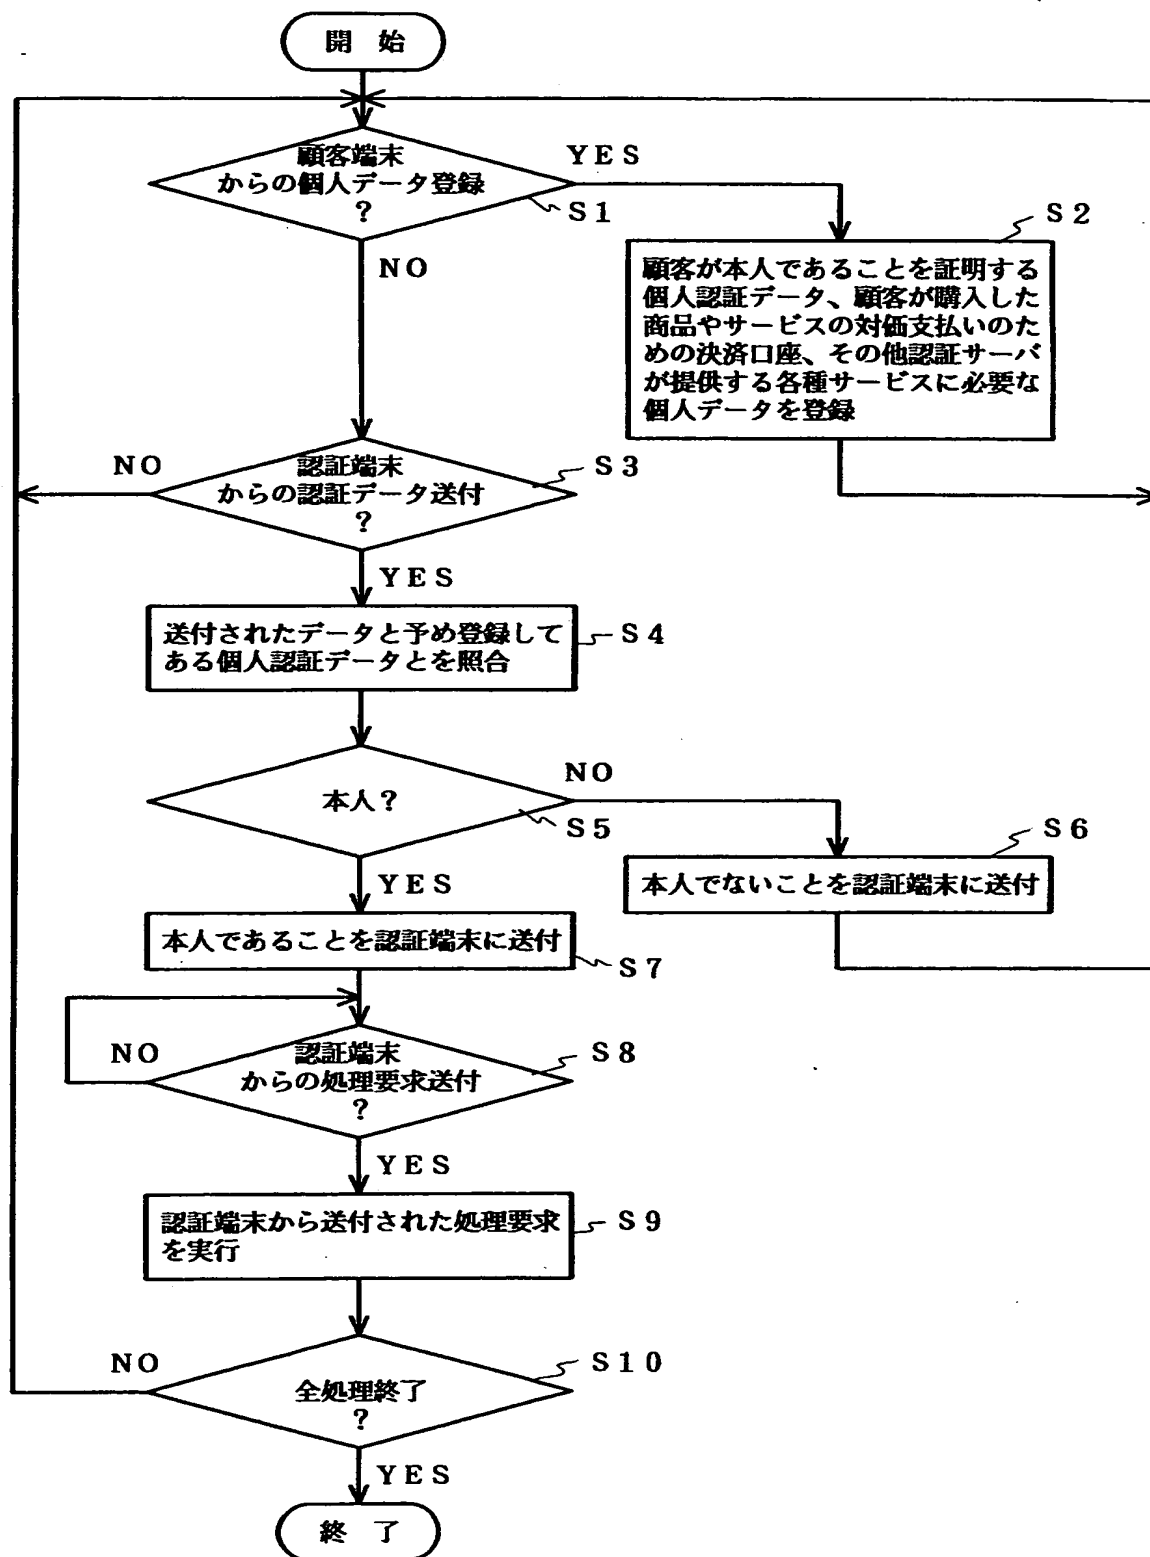 開 始
顧客端末
からの個人データ登録
?
YES
S1
NO
S2
顧客が本人であることを証明する
個人認証データ、顧客が購入した
商品やサービスの対価支払いのた
めの決済口座、その他認証サーバ
が提供する各種サービスに必要な
個人データを登録
NO
認証端末
からの認証データ送付
?
S3
YES
送付されたデータと予め登録して
ある個人認証データとを照合
S4
本人?
NO
S5
S6
本人でないことを認証端末に送付
YES
本人であることを認証端末に送付
S7
NO
認証端末
からの処理要求送付
?
S8
YES
認証端末から送付された処理要求
を実行
S9
NO
全処理終了
?
S10
YES
終 了